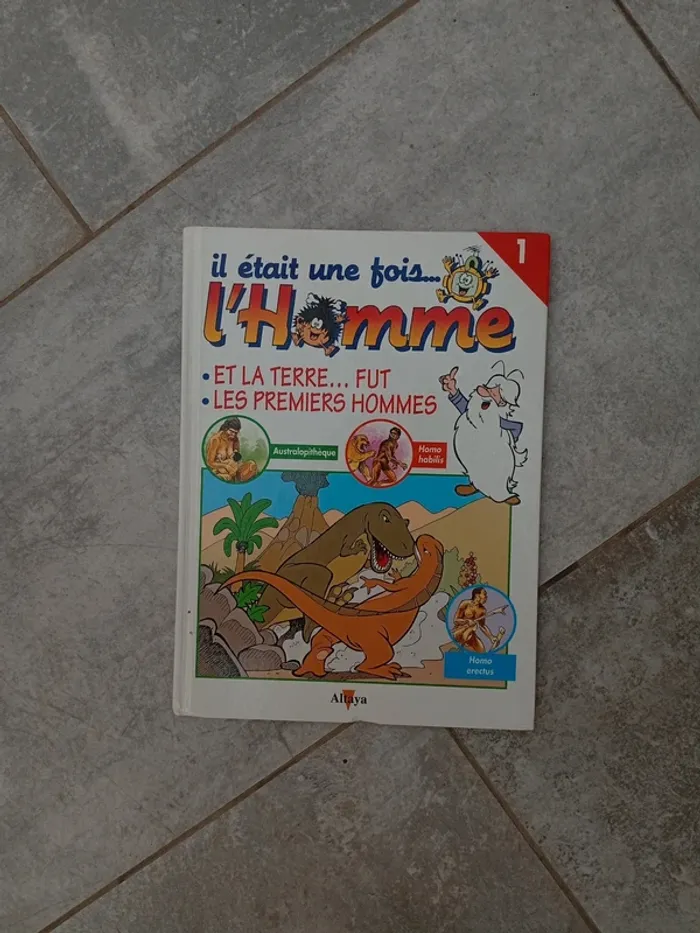 1
il était une fois...
l'Homme
• ET LA TERRE... FUT
• LES PREMIERS HOMMES
Australopithèque
Homo
habilis
Homo
erectus
Altaya